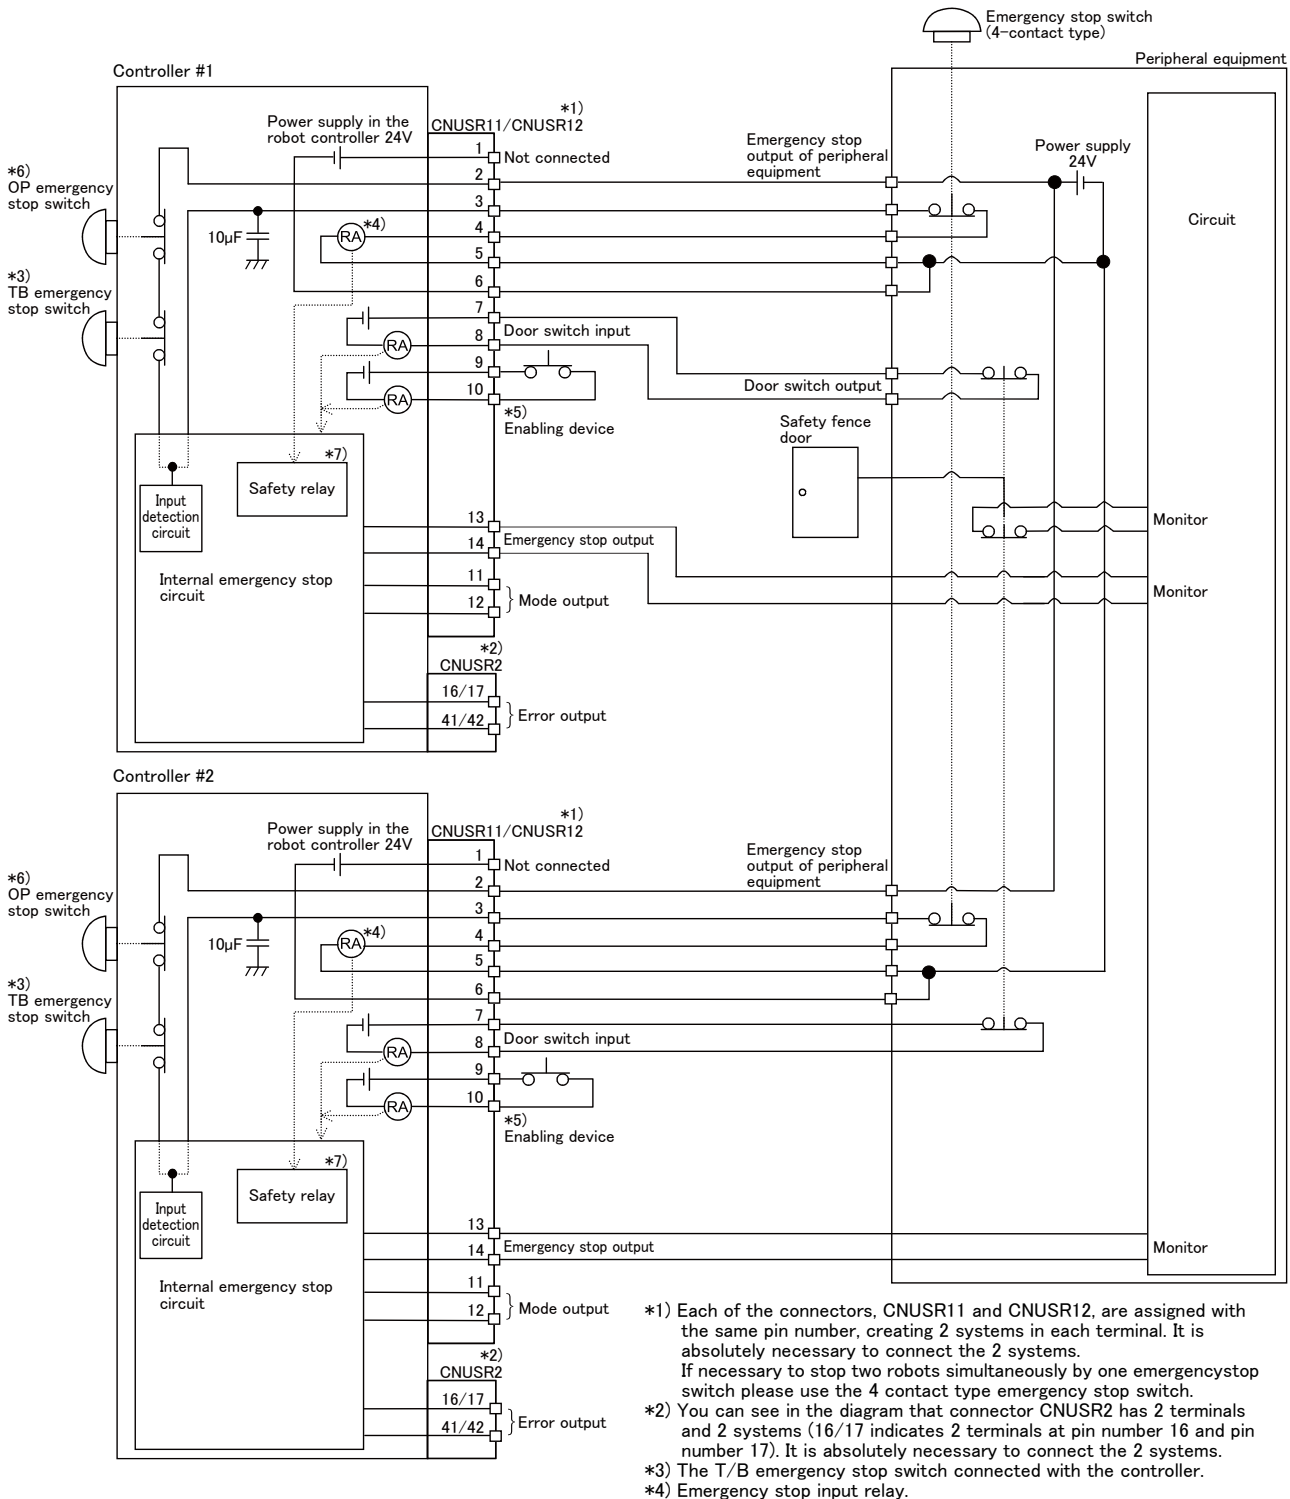 Emergency stop switch
(4-contact type)
Peripheral equipment
Controller #1
*1)
CNUSR11/CNUSR12
Power supply in the
robot controller 24V
1
Not connected
2
3
4
5
6
7
8
9
10
Emergency stop
output of peripheral
equipment
Power supply
24V
Circuit
*6)
OP emergency
stop switch
10μF
RA
*4)
*3)
TB emergency
stop switch
Door switch input
RA
RA
*5)
Enabling device
Door switch output
Safety fence
door
*7)
Safety relay
Input
detection
circuit
Internal emergency stop
circuit
13
14
Emergency stop output
11
12
Mode output
Monitor
Monitor
*2)
CNUSR2
16/17
41/42
Error output
Controller #2
*1)
CNUSR11/CNUSR12
Power supply in the
robot controller 24V
1
Not connected
2
3
4
5
6
7
8
9
10
Emergency stop
output of peripheral
equipment
*6)
OP emergency
stop switch
10μF
RA
*4)
*3)
TB emergency
stop switch
Door switch input
RA
RA
*5)
Enabling device
*7)
Safety relay
Input
detection
circuit
Internal emergency stop
circuit
13
14
Emergency stop output
11
12
Mode output
Monitor
*2)
CNUSR2
16/17
41/42
Error output
*1) Each of the connectors, CNUSR11 and CNUSR12, are assigned with
the same pin number, creating 2 systems in each terminal. It is
absolutely necessary to connect the 2 systems.
If necessary to stop two robots simultaneously by one emergencystop
switch please use the 4 contact type emergency stop switch.
*2) You can see in the diagram that connector CNUSR2 has 2 terminals
and 2 systems (16/17 indicates 2 terminals at pin number 16 and pin
number 17). It is absolutely necessary to connect the 2 systems.
*3) The T/B emergency stop switch connected with the controller.
*4) Emergency stop input relay.